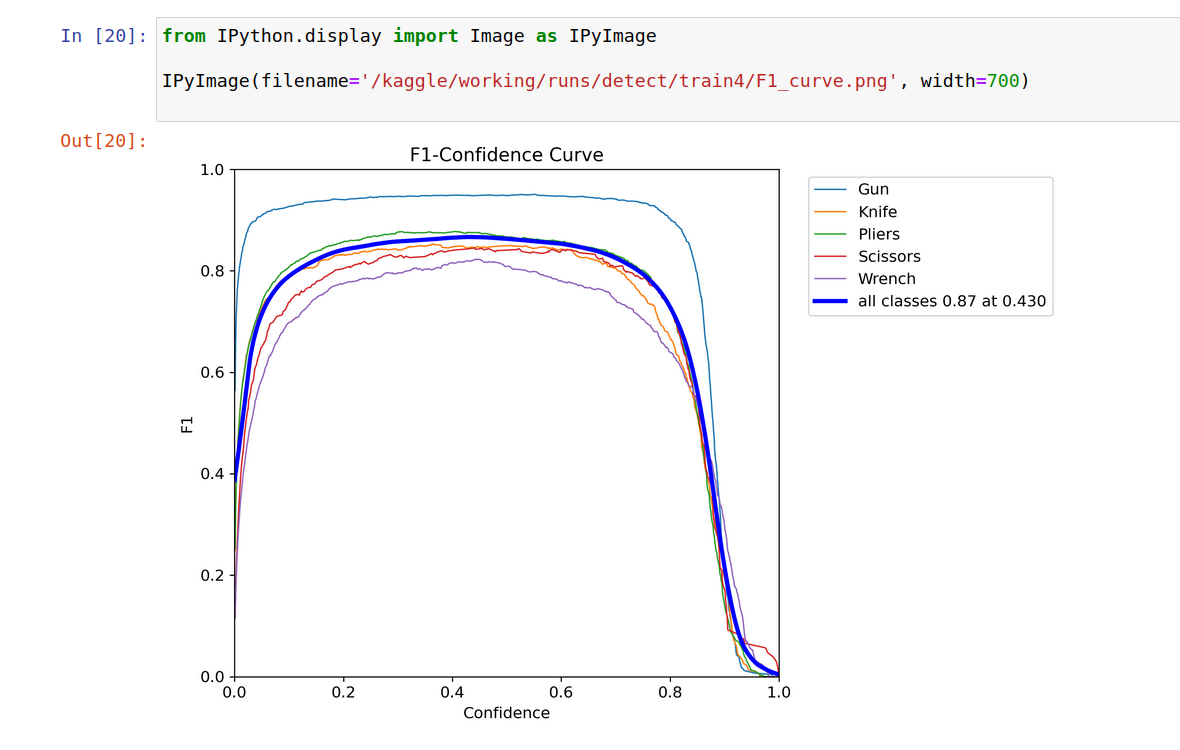 In [20]: from IPython.display import Image as IPyImage
IPyImage(filename='/kaggle/working/runs/detect/train4/F1_curve.png', width=700)
Out[20]:
F1-Confidence Curve
1.0
0.8
0.6
0.4
0.2
0.0
F1
0.0 0.2 0.4 0.6 0.8 1.0
Confidence
Gun
Knife
Pliers
Scissors
Wrench
all classes 0.87 at 0.430